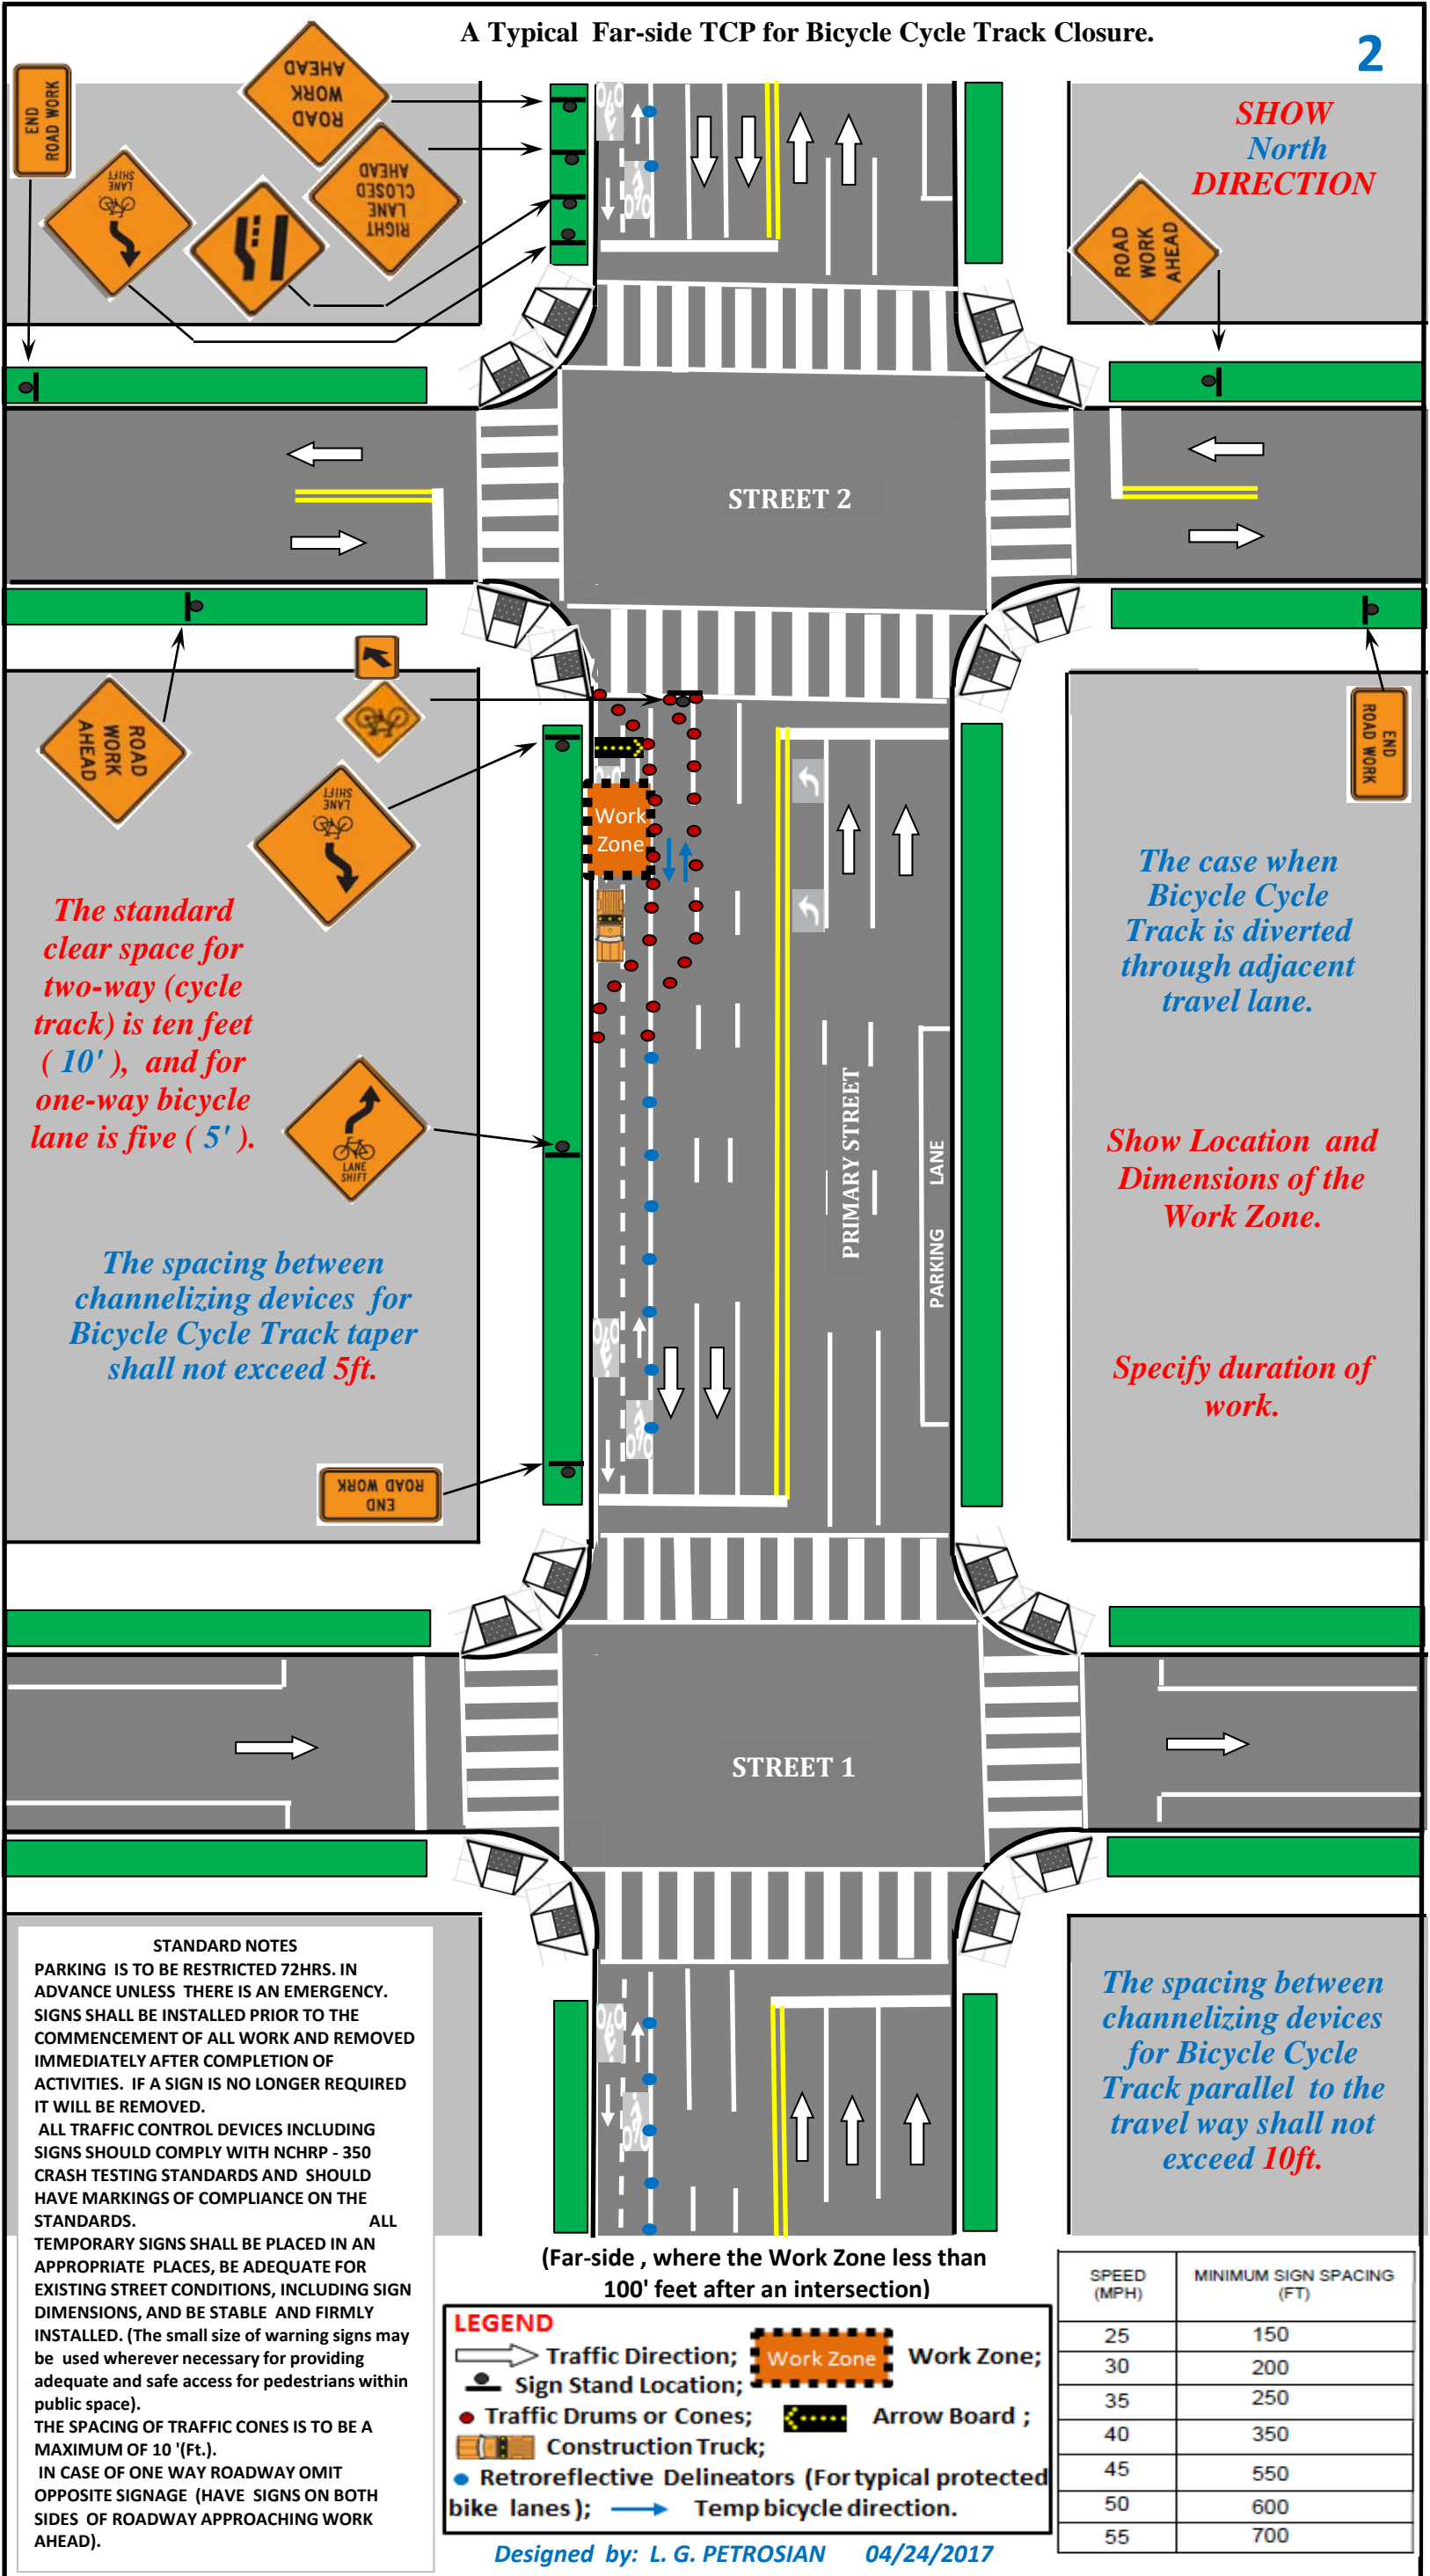 A Typical Far-side TCP for Bicycle Cycle Track Closure.
2
END
ROAD WORK
ROAD
WORK
AHEAD
RIGHT
LANE
CLOSED
AHEAD
LANE
SHIFT
SHOW
North
DIRECTION
ROAD
WORK
AHEAD
STREET 2
ROAD
WORK
AHEAD
LANE
SHIFT
END
ROAD WORK
Work
Zone
The standard
clear space for
two-way (cycle
track) is ten feet
( 10' ), and for
one-way bicycle
lane is five ( 5' ).
The case when
Bicycle Cycle
Track is diverted
through adjacent
travel lane.
LANE
SHIFT
PRIMARY STREET
PARKING LANE
Show Location and
Dimensions of the
Work Zone.
The spacing between
channelizing devices for
Bicycle Cycle Track taper
shall not exceed 5ft.
Specify duration of
work.
END
ROAD WORK
STREET 1
STANDARD NOTES
PARKING IS TO BE RESTRICTED 72HRS. IN
ADVANCE UNLESS THERE IS AN EMERGENCY.
SIGNS SHALL BE INSTALLED PRIOR TO THE
COMMENCEMENT OF ALL WORK AND REMOVED
IMMEDIATELY AFTER COMPLETION OF
ACTIVITIES. IF A SIGN IS NO LONGER REQUIRED
IT WILL BE REMOVED.
ALL TRAFFIC CONTROL DEVICES INCLUDING
SIGNS SHOULD COMPLY WITH NCHRP - 350
CRASH TESTING STANDARDS AND SHOULD
HAVE MARKINGS OF COMPLIANCE ON THE
STANDARDS. ALL
TEMPORARY SIGNS SHALL BE PLACED IN AN
APPROPRIATE PLACES, BE ADEQUATE FOR
EXISTING STREET CONDITIONS, INCLUDING SIGN
DIMENSIONS, AND BE STABLE AND FIRMLY
INSTALLED. (The small size of warning signs may
be used wherever necessary for providing
adequate and safe access for pedestrians within
public space).
THE SPACING OF TRAFFIC CONES IS TO BE A
MAXIMUM OF 10 '(Ft.).
IN CASE OF ONE WAY ROADWAY OMIT
OPPOSITE SIGNAGE (HAVE SIGNS ON BOTH
SIDES OF ROADWAY APPROACHING WORK
AHEAD).
The spacing between
channelizing devices
for Bicycle Cycle
Track parallel to the
travel way shall not
exceed 10ft.
(Far-side , where the Work Zone less than
100' feet after an intersection)
LEGEND
Traffic Direction; Work Zone Work Zone;
Sign Stand Location;
Traffic Drums or Cones; Arrow Board ;
Construction Truck;
Retroreflective Delineators (For typical protected
bike lanes ); Temp bicycle direction.
Designed by: L. G. PETROSIAN 04/24/2017
SPEED (MPH) MINIMUM SIGN SPACING (FT)
25 150
30 200
35 250
40 350
45 550
50 600
55 700